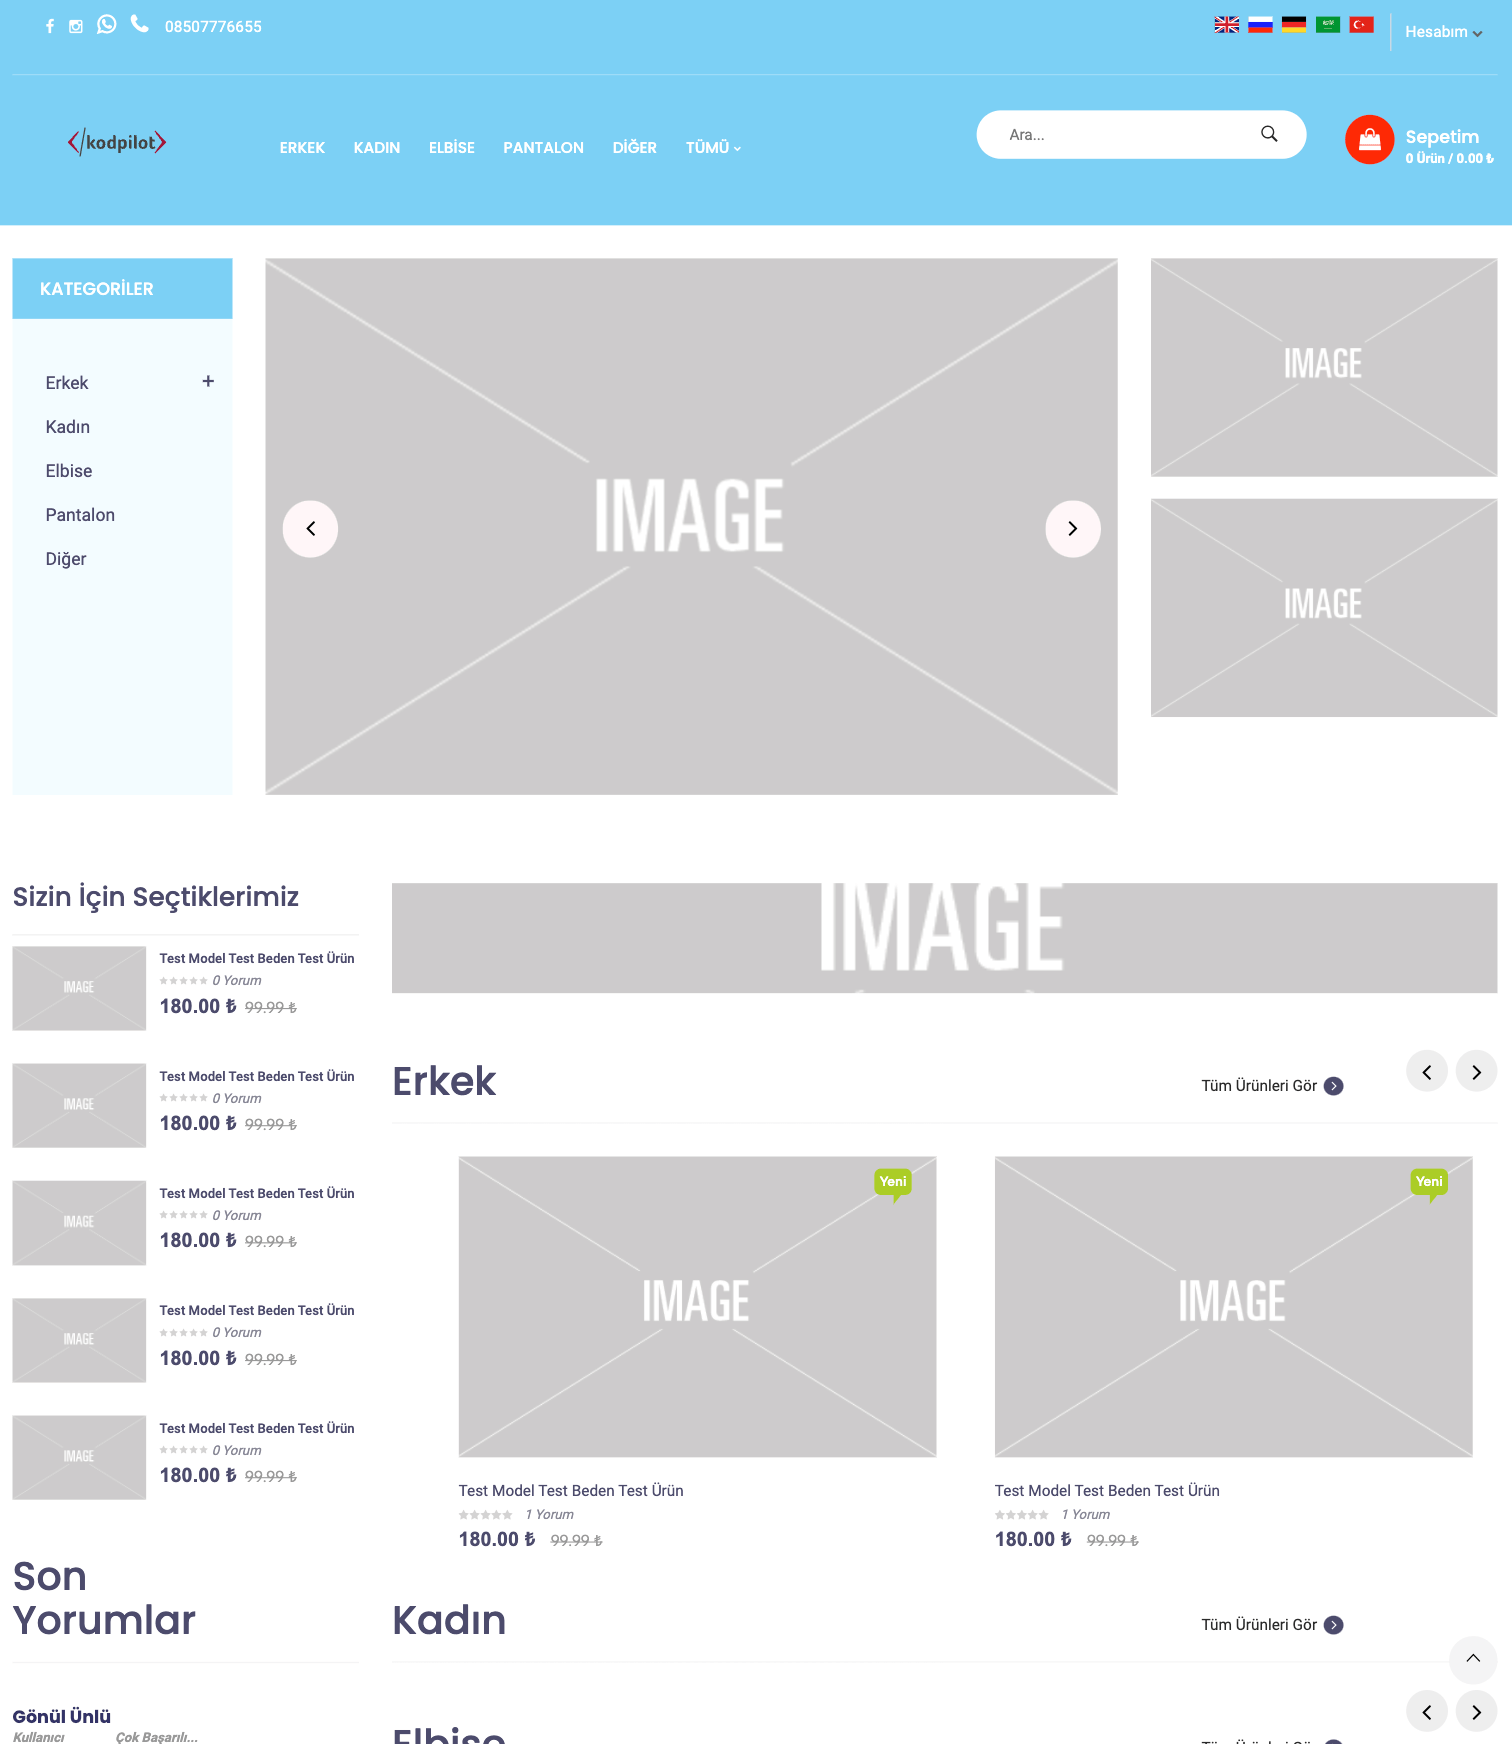 08507776655
Hesabım
</kodpilot>
ERKEK KADIN ELBİSE PANTALON DİĞER TÜMÜ
Ara...
Sepetim
0 Ürün / 0.00 ₺
KATEGORİLER
Erkek +
Kadın
Elbise
Pantalon
Diğer
IMAGE
IMAGE
IMAGE
Sizin İçin Seçtiklerimiz
IMAGE
Test Model Test Beden Test Ürün
0 Yorum
180.00 ₺ 99.99 ₺
IMAGE
Test Model Test Beden Test Ürün
0 Yorum
180.00 ₺ 99.99 ₺
IMAGE
Test Model Test Beden Test Ürün
0 Yorum
180.00 ₺ 99.99 ₺
IMAGE
Test Model Test Beden Test Ürün
0 Yorum
180.00 ₺ 99.99 ₺
IMAGE
Test Model Test Beden Test Ürün
0 Yorum
180.00 ₺ 99.99 ₺
Son
Yorumlar
Gönül Ünlü
Kullanıcı Çok Başarılı...
IMAGE
Erkek
Tüm Ürünleri Gör
Yeni
IMAGE
Test Model Test Beden Test Ürün
1 Yorum
180.00 ₺ 99.99 ₺
Yeni
IMAGE
Test Model Test Beden Test Ürün
1 Yorum
180.00 ₺ 99.99 ₺
Kadın
Tüm Ürünleri Gör
Elbise
Tüm Ürünleri Gör